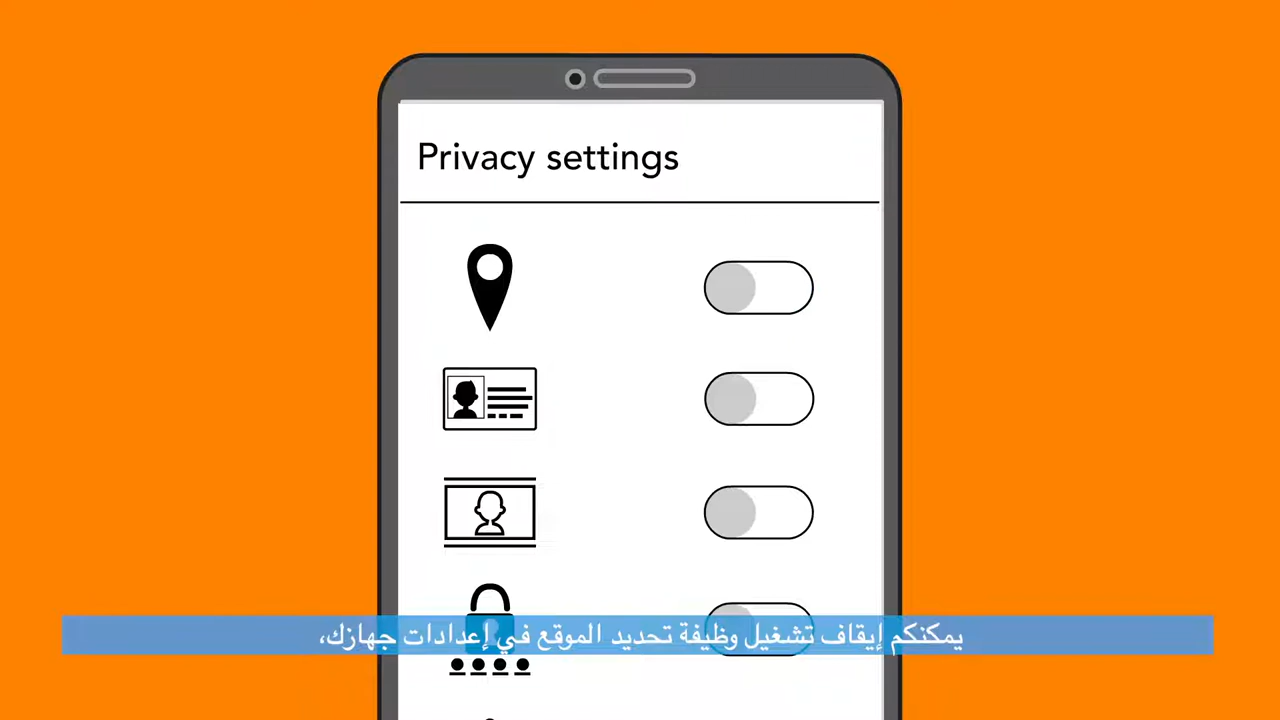 Privacy settings
يمكنكم إيقاف تشغيل وظيفة تحديد الموقع في إعدادات جهازك،